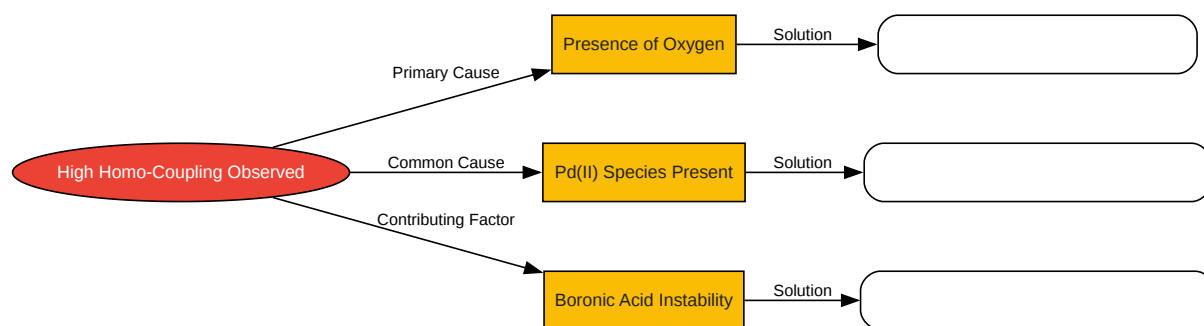 Presence of Oxygen
Solution
Primary Cause
High Homo-Coupling Observed
Common Cause
Pd(II) Species Present
Solution
Contributing Factor
Boronic Acid Instability
Solution